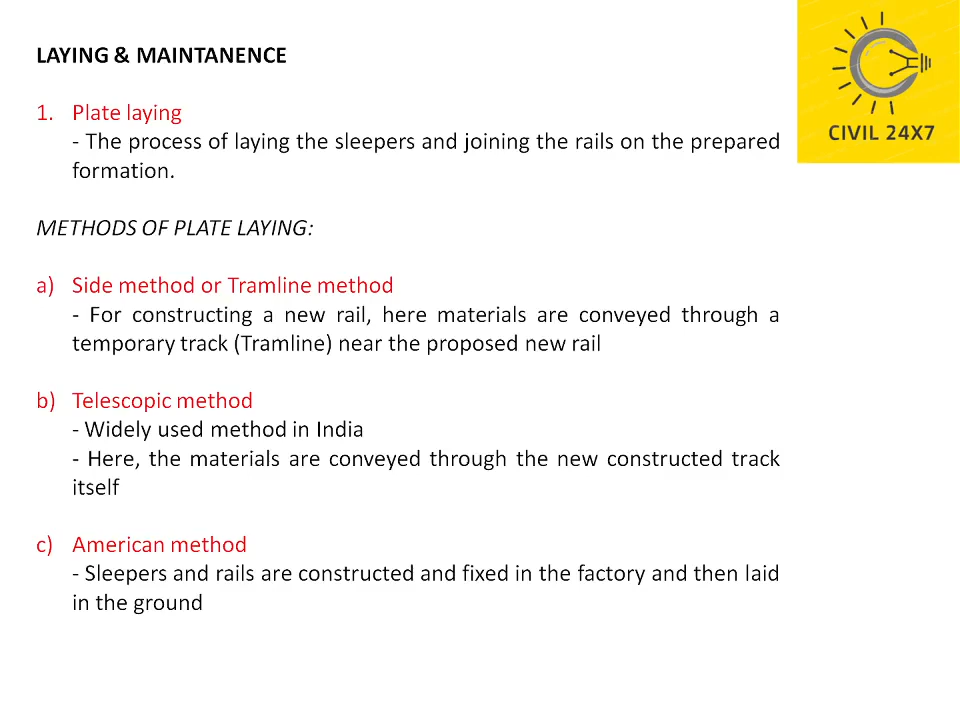 LAYING & MAINTANENCE
CIVIL 24X7
1. Plate laying
- The process of laying the sleepers and joining the rails on the prepared
formation.
METHODS OF PLATE LAYING:
a) Side method or Tramline method
- For constructing a new rail, here materials are conveyed through a
temporary track (Tramline) near the proposed new rail
b) Telescopic method
- Widely used method in India
- Here, the materials are conveyed through the new constructed track
itself
c) American method
- Sleepers and rails are constructed and fixed in the factory and then laid
in the ground